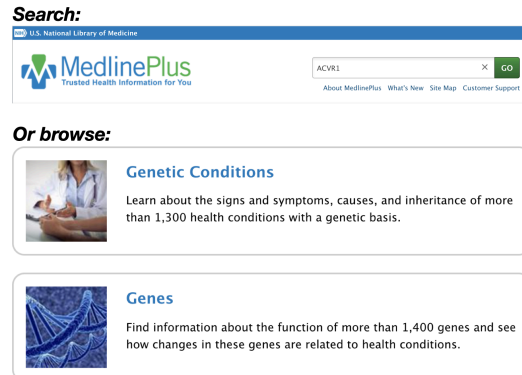 Search:
NIH U.S. National Library of Medicine
MedlinePlus
Trusted Health Information for You
ACVR1 × GO
About MedlinePlus What's New Site Map Customer Support
Or browse:
Genetic Conditions
Learn about the signs and symptoms, causes, and inheritance of more
than 1,300 health conditions with a genetic basis.
Genes
Find information about the function of more than 1,400 genes and see
how changes in these genes are related to health conditions.